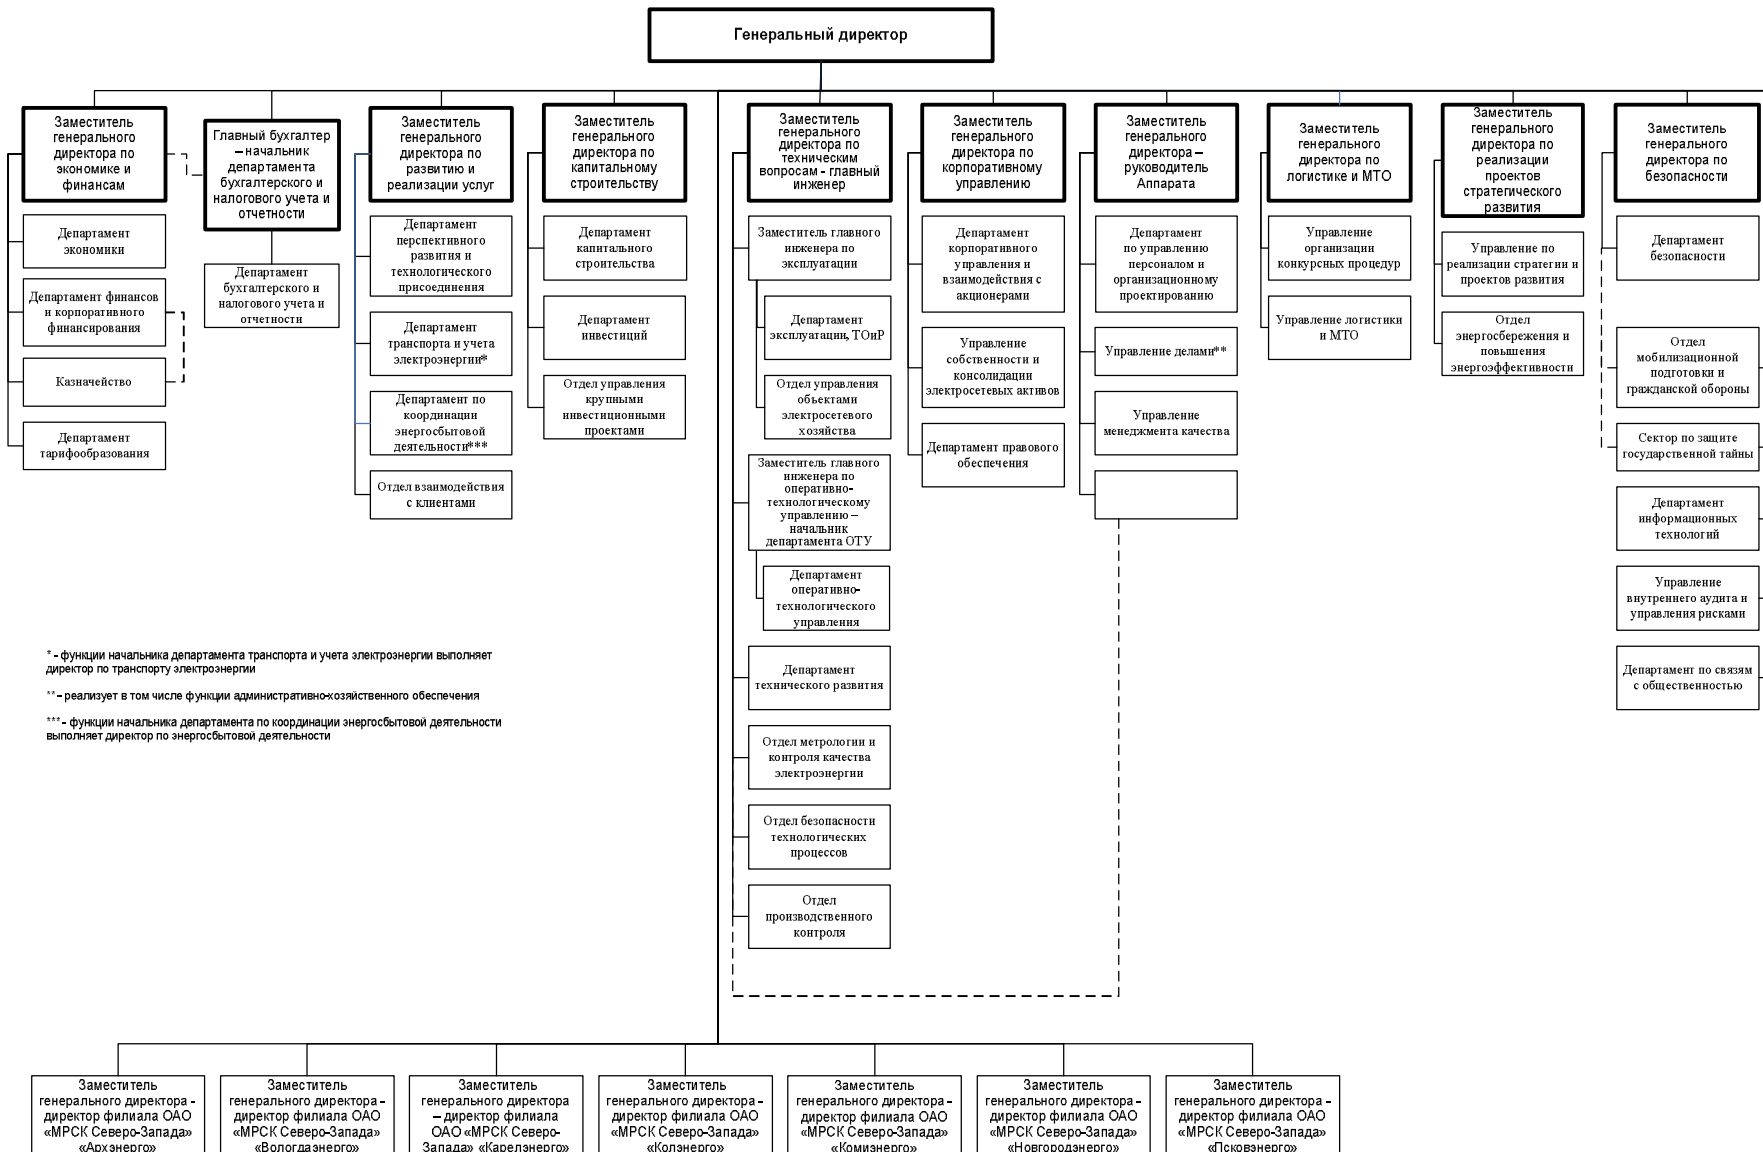 Генеральный директор
Заместитель
генерального
директора по
экономике и
финансам
Департамент
экономики
Департамент финансов
и корпоративного
финансирования
Казначейство
Департамент
тарифообразования
Главный бухгалтер
– начальник
департамента
бухгалтерского и
налогового учета и
отчетности
Департамент
бухгалтерского и
налогового учета и
отчетности
Заместитель
генерального
директора по
развитию и
реализации услуг
Департамент
перспективного
развития и
технологического
присоединения
Департамент
транспорта и учета
электроэнергии*
Департамент по
координации
энергосбытовой
деятельности***
Отдел взаимодействия
с клиентами
Заместитель
генерального
директора по
капитальному
строительству
Департамент
капитального
строительства
Департамент
инвестиций
Отдел управления
крупными
инвестиционными
проектами
Заместитель
генерального
директора по
техническим
вопросам - главный
инженер
Заместитель главного
инженера по
эксплуатации
Департамент
эксплуатации, ТОиР
Отдел управления
объектами
электросетевого
хозяйства
Заместитель главного
инженера по
оперативно-
технологическому
управлению –
начальник
департамента ОТУ
Департамент
оперативно-
технологического
управления
Департамент
технического развития
Отдел метрологии и
контроля качества
электроэнергии
Отдел безопасности
технологических
процессов
Отдел
производственного
контроля
Заместитель
генерального
директора по
корпоративному
управлению
Департамент
корпоративного
управления и
взаимодействия с
акционерами
Управление
собственности и
консолидации
электросетевых активов
Департамент правового
обеспечения
Заместитель
генерального
директора –
руководитель
Аппарата
Департамент
по управлению
персоналом и
организационному
проектированию
Управление делами**
Управление
менеджмента качества
Заместитель
генерального
директора по
логистике и МТО
Управление
организации
конкурсных процедур
Управление логистики
и МТО
Заместитель
генерального
директора по
реализации
проектов
стратегического
развития
Управление по
реализации стратегии и
проектов развития
Отдел
энергосбережения и
повышения
энергоэффективности
Заместитель
генерального
директора по
безопасности
Департамент
безопасности
Отдел
мобилизационной
подготовки и
гражданской обороны
Сектор по защите
государственной тайны
Департамент
информационных
технологий
Управление
внутреннего аудита и
управления рисками
Департамент по связям
с общественностью
* - функции начальника департамента транспорта и учета электроэнергии выполняет
директор по транспорту электроэнергии
** – реализует в том числе функции административно-хозяйственного обеспечения
*** - функции начальника департамента по координации энергосбытовой деятельности
выполняет директор по энергосбытовой деятельности
Заместитель
генерального директора -
директор филиала ОАО
«МРСК Северо-Запада»
«Архэнерго»
Заместитель
генерального директора –
директор филиала ОАО
«МРСК Северо-Запада»
«Вологдаэнерго»
Заместитель
генерального директора
– директор филиала
ОАО «МРСК Северо-
Запада» «Карелэнерго»
Заместитель
генерального директора -
директор филиала ОАО
«МРСК Северо-Запада»
«Колэнерго»
Заместитель
генерального директора -
директор филиала ОАО
«МРСК Северо-Запада»
«Комиэнерго»
Заместитель
генерального директора –
директор филиала ОАО
«МРСК Северо-Запада»
«Новгородэнерго»
Заместитель
генерального директора -
директор филиала ОАО
«МРСК Северо-Запада»
«Псковэнерго»